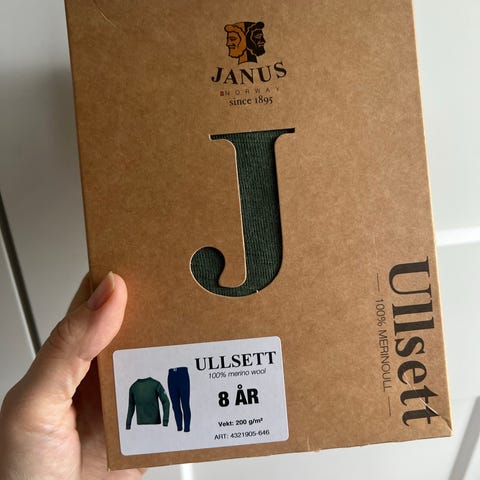 JANUS
NORWAY
since 1895
J
Ullsett
100% MERINOULL
ULLSETT
100% merino wool
8 ÅR
Vekt: 200 g/m²
ART: 4321905-646